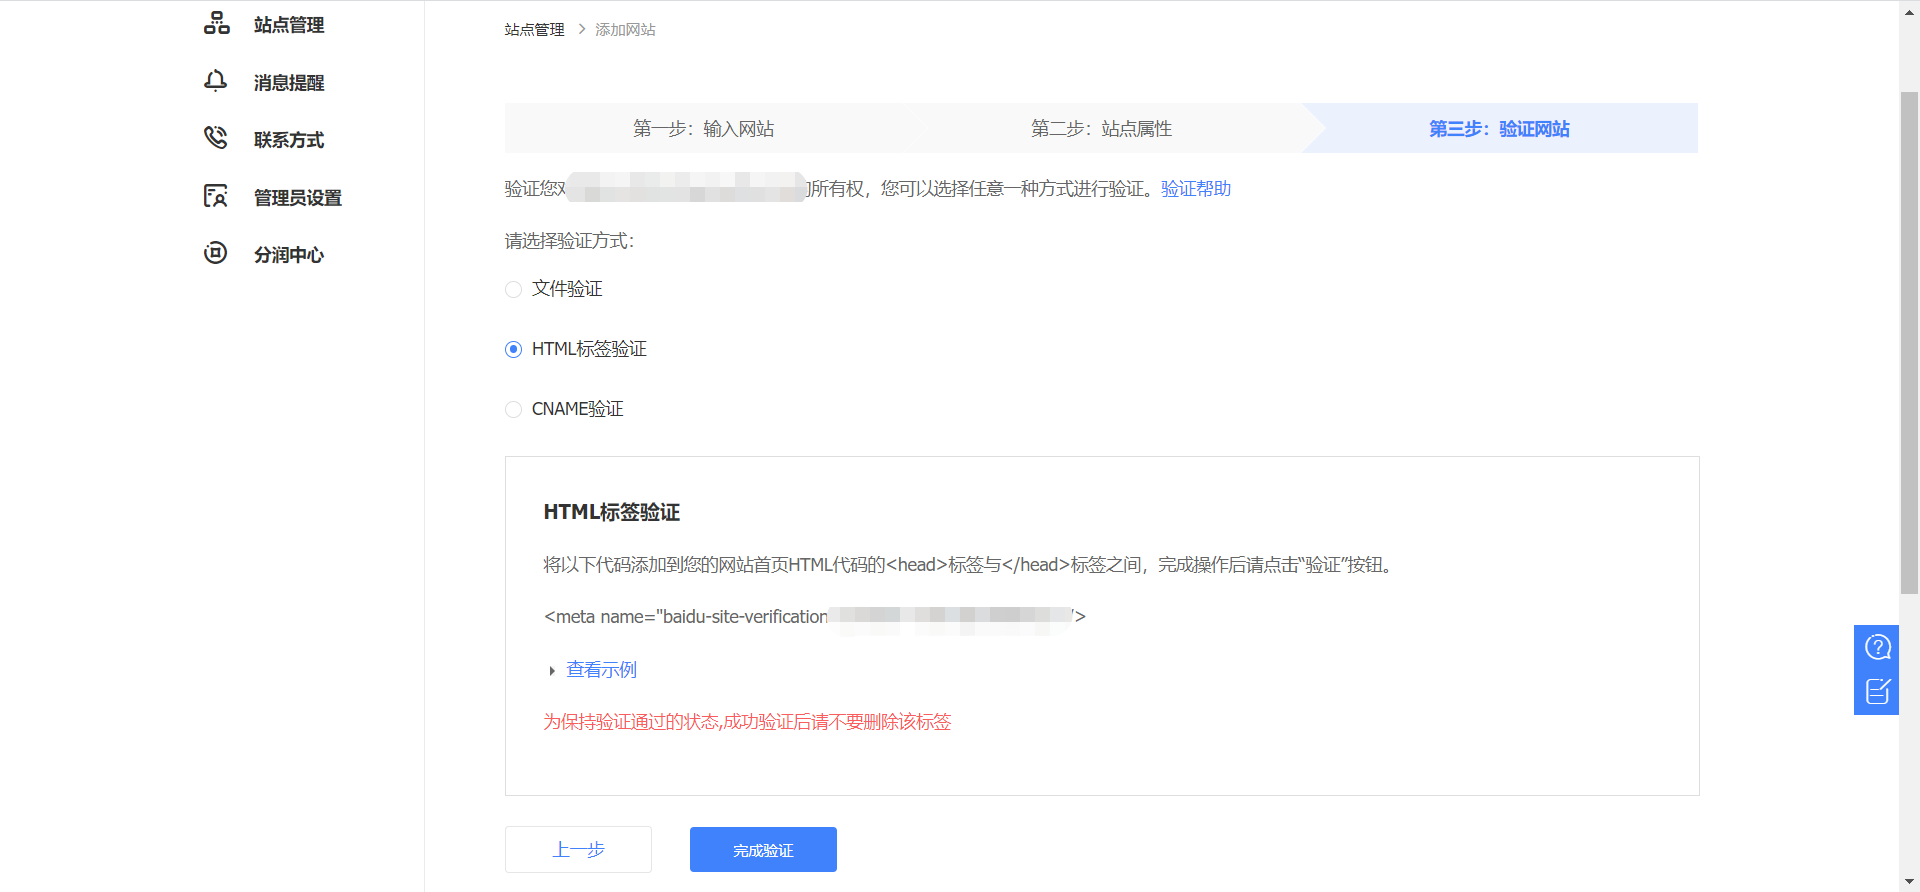 站点管理
消息提醒
联系方式
管理员设置
分润中心
站点管理 > 添加网站
第一步：输入网站
第二步：站点属性
第三步：验证网站
验证您对 所有权，您可以选择任意一种方式进行验证。验证帮助
请选择验证方式：
文件验证
HTML标签验证
CNAME验证
HTML标签验证
将以下代码添加到您的网站首页HTML代码的<head>标签与</head>标签之间，完成操作后请点击“验证”按钮。
<meta name="baidu-site-verification />
查看示例
为保持验证通过的状态,成功验证后请不要删除该标签
上一步
完成验证